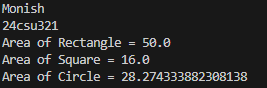 Monish
24csu321
Area of Rectangle = 50.0
Area of Square = 16.0
Area of Circle = 28.274333882308138